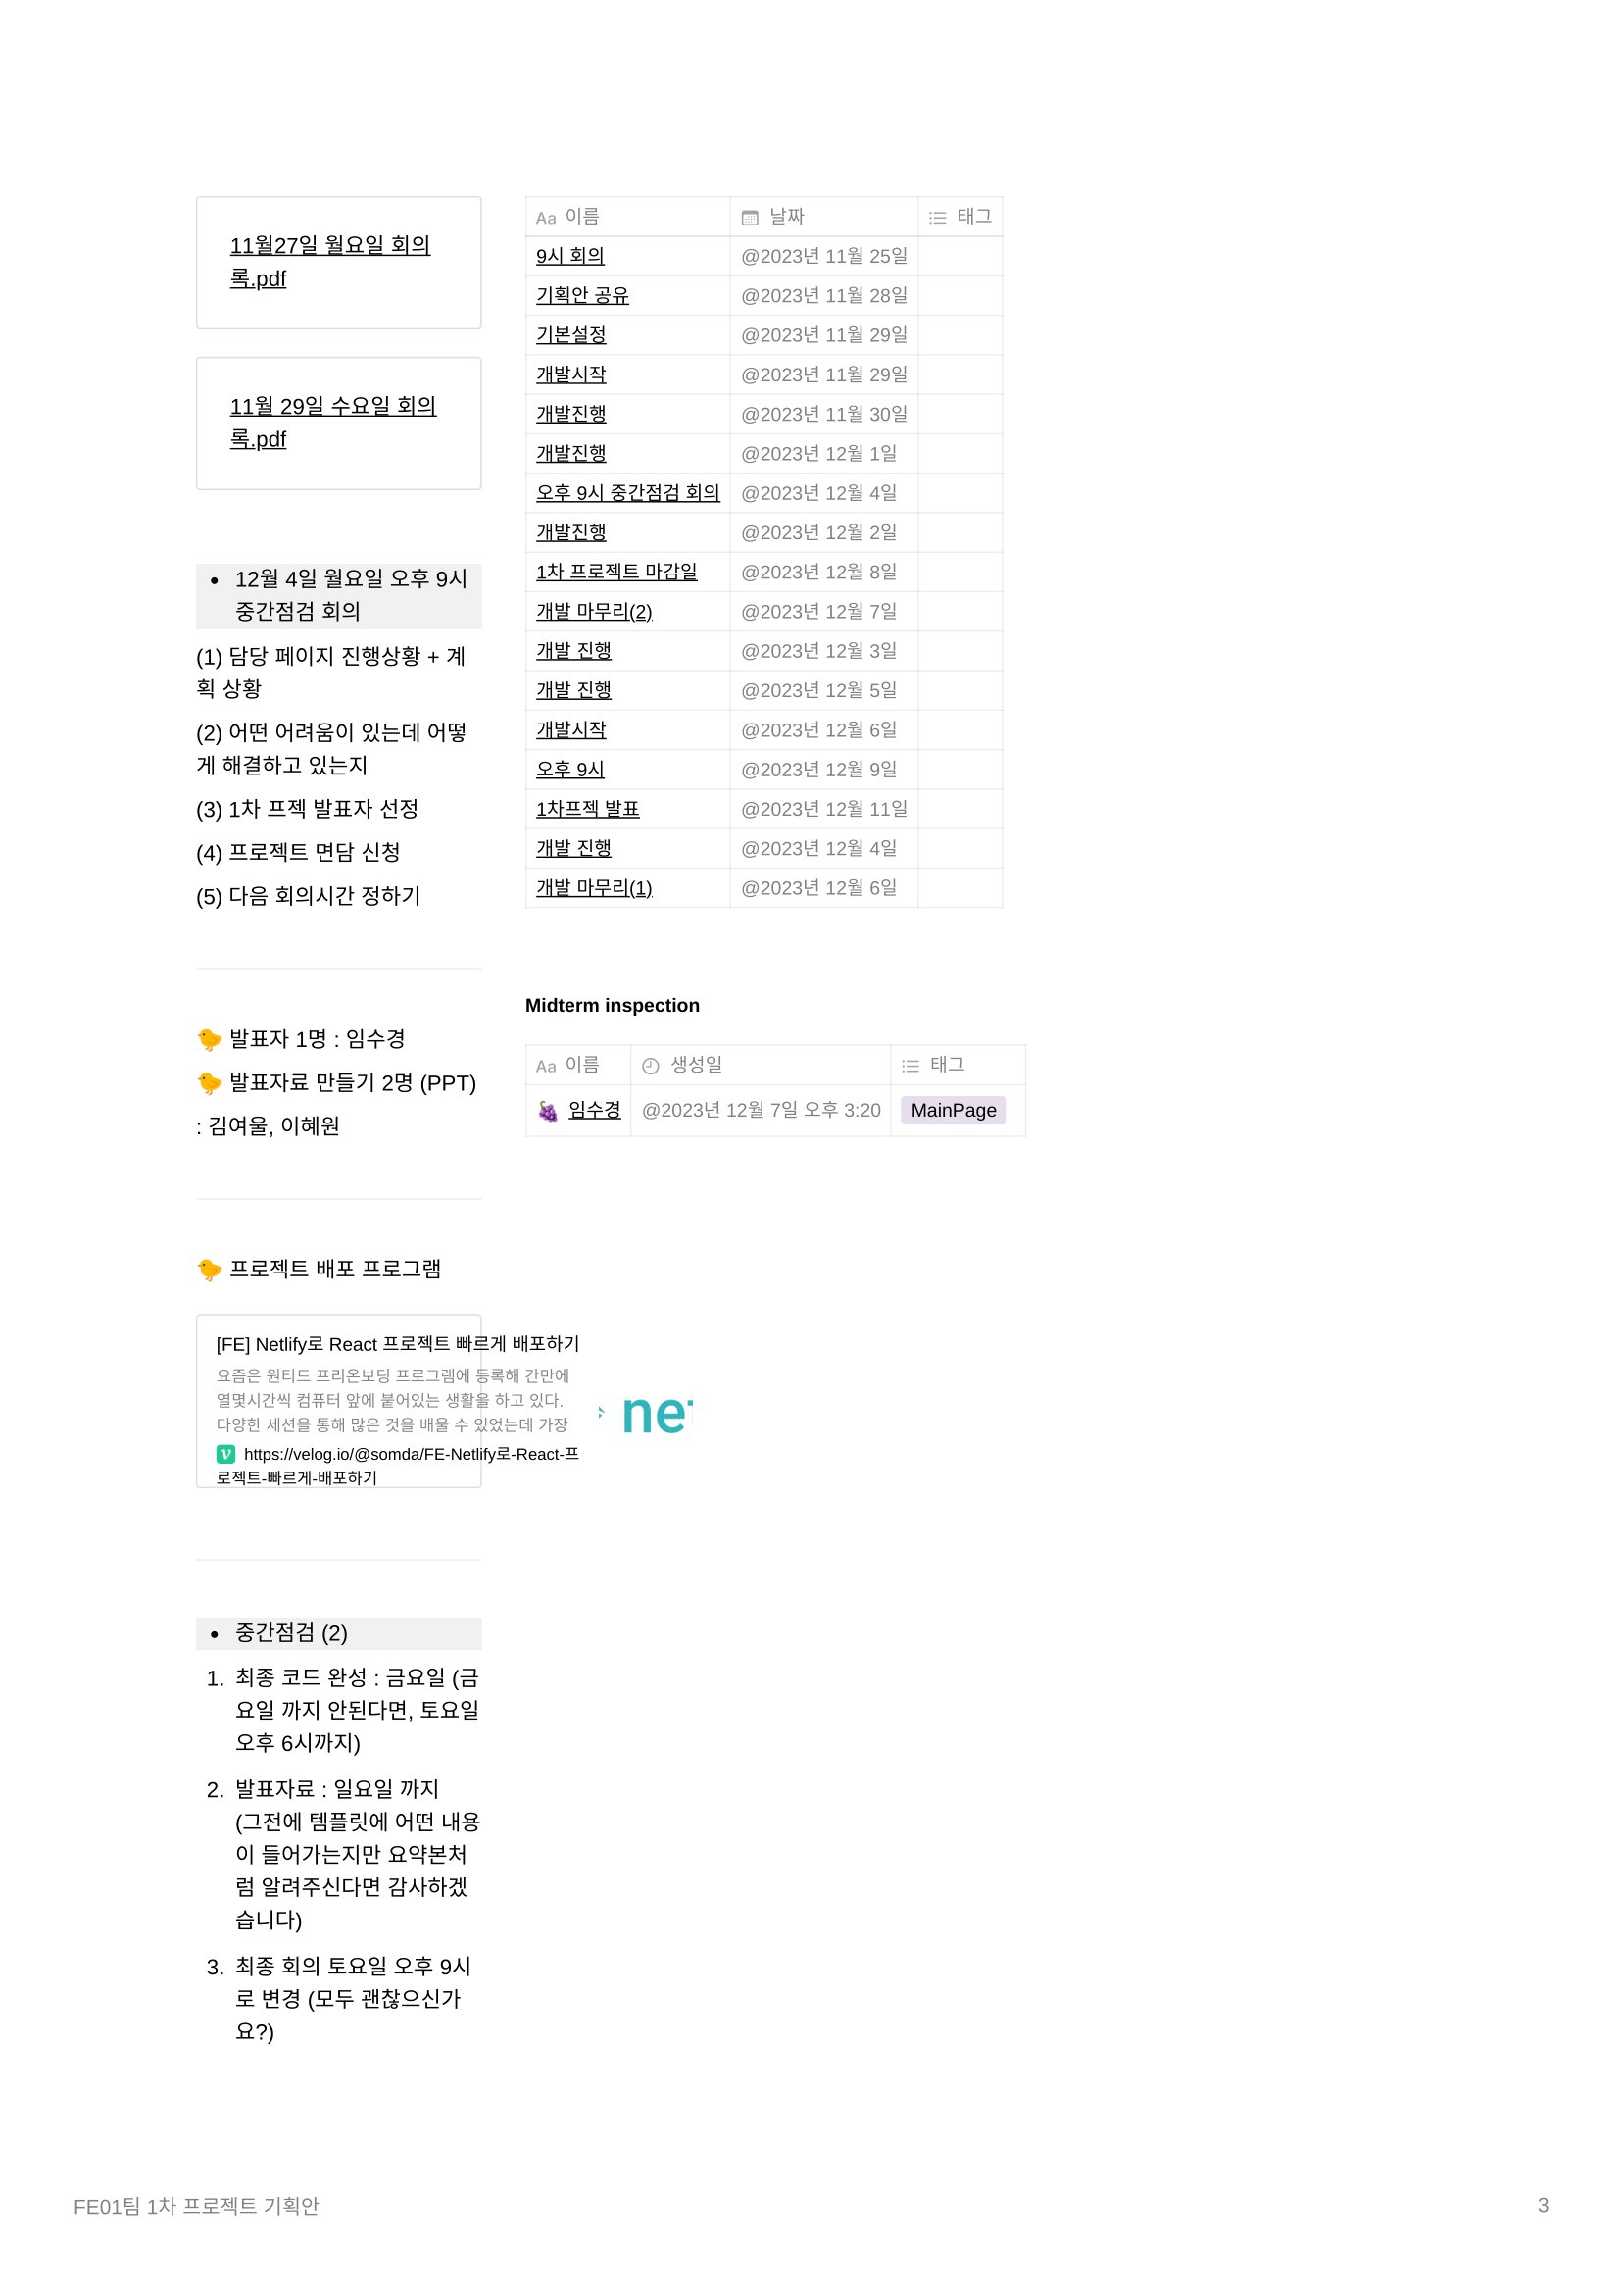 11월27일 월요일 회의
록.pdf
11월 29일 수요일 회의
록.pdf
• 12월 4일 월요일 오후 9시
중간점검 회의
(1) 담당 페이지 진행상황 + 계
획 상황
(2) 어떤 어려움이 있는데 어떻
게 해결하고 있는지
(3) 1차 프젝 발표자 선정
(4) 프로젝트 면담 신청
(5) 다음 회의시간 정하기
🐤 발표자 1명 : 임수경
🐤 발표자료 만들기 2명 (PPT)
: 김여울, 이혜원
🐤 프로젝트 배포 프로그램
[FE] Netlify로 React 프로젝트 빠르게 배포하기
요즘은 원티드 프리온보딩 프로그램에 등록해 간만에
열몇시간씩 컴퓨터 앞에 붙어있는 생활을 하고 있다.
다양한 세션을 통해 많은 것을 배울 수 있었는데 가장
https://velog.io/@somda/FE-Netlify로-React-프
로젝트-빠르게-배포하기
net
• 중간점검 (2)
1. 최종 코드 완성 : 금요일 (금
요일 까지 안된다면, 토요일
오후 6시까지)
2. 발표자료 : 일요일 까지
(그전에 템플릿에 어떤 내용
이 들어가는지만 요약본처
럼 알려주신다면 감사하겠
습니다)
3. 최종 회의 토요일 오후 9시
로 변경 (모두 괜찮으신가
요?)
Aa 이름 날짜 태그
9시 회의 @2023년 11월 25일
기획안 공유 @2023년 11월 28일
기본설정 @2023년 11월 29일
개발시작 @2023년 11월 29일
개발진행 @2023년 11월 30일
개발진행 @2023년 12월 1일
오후 9시 중간점검 회의 @2023년 12월 4일
개발진행 @2023년 12월 2일
1차 프로젝트 마감일 @2023년 12월 8일
개발 마무리(2) @2023년 12월 7일
개발 진행 @2023년 12월 3일
개발 진행 @2023년 12월 5일
개발시작 @2023년 12월 6일
오후 9시 @2023년 12월 9일
1차프젝 발표 @2023년 12월 11일
개발 진행 @2023년 12월 4일
개발 마무리(1) @2023년 12월 6일
Midterm inspection
Aa 이름 생성일 태그
🍇 임수경 @2023년 12월 7일 오후 3:20 MainPage
FE01팀 1차 프로젝트 기획안 3